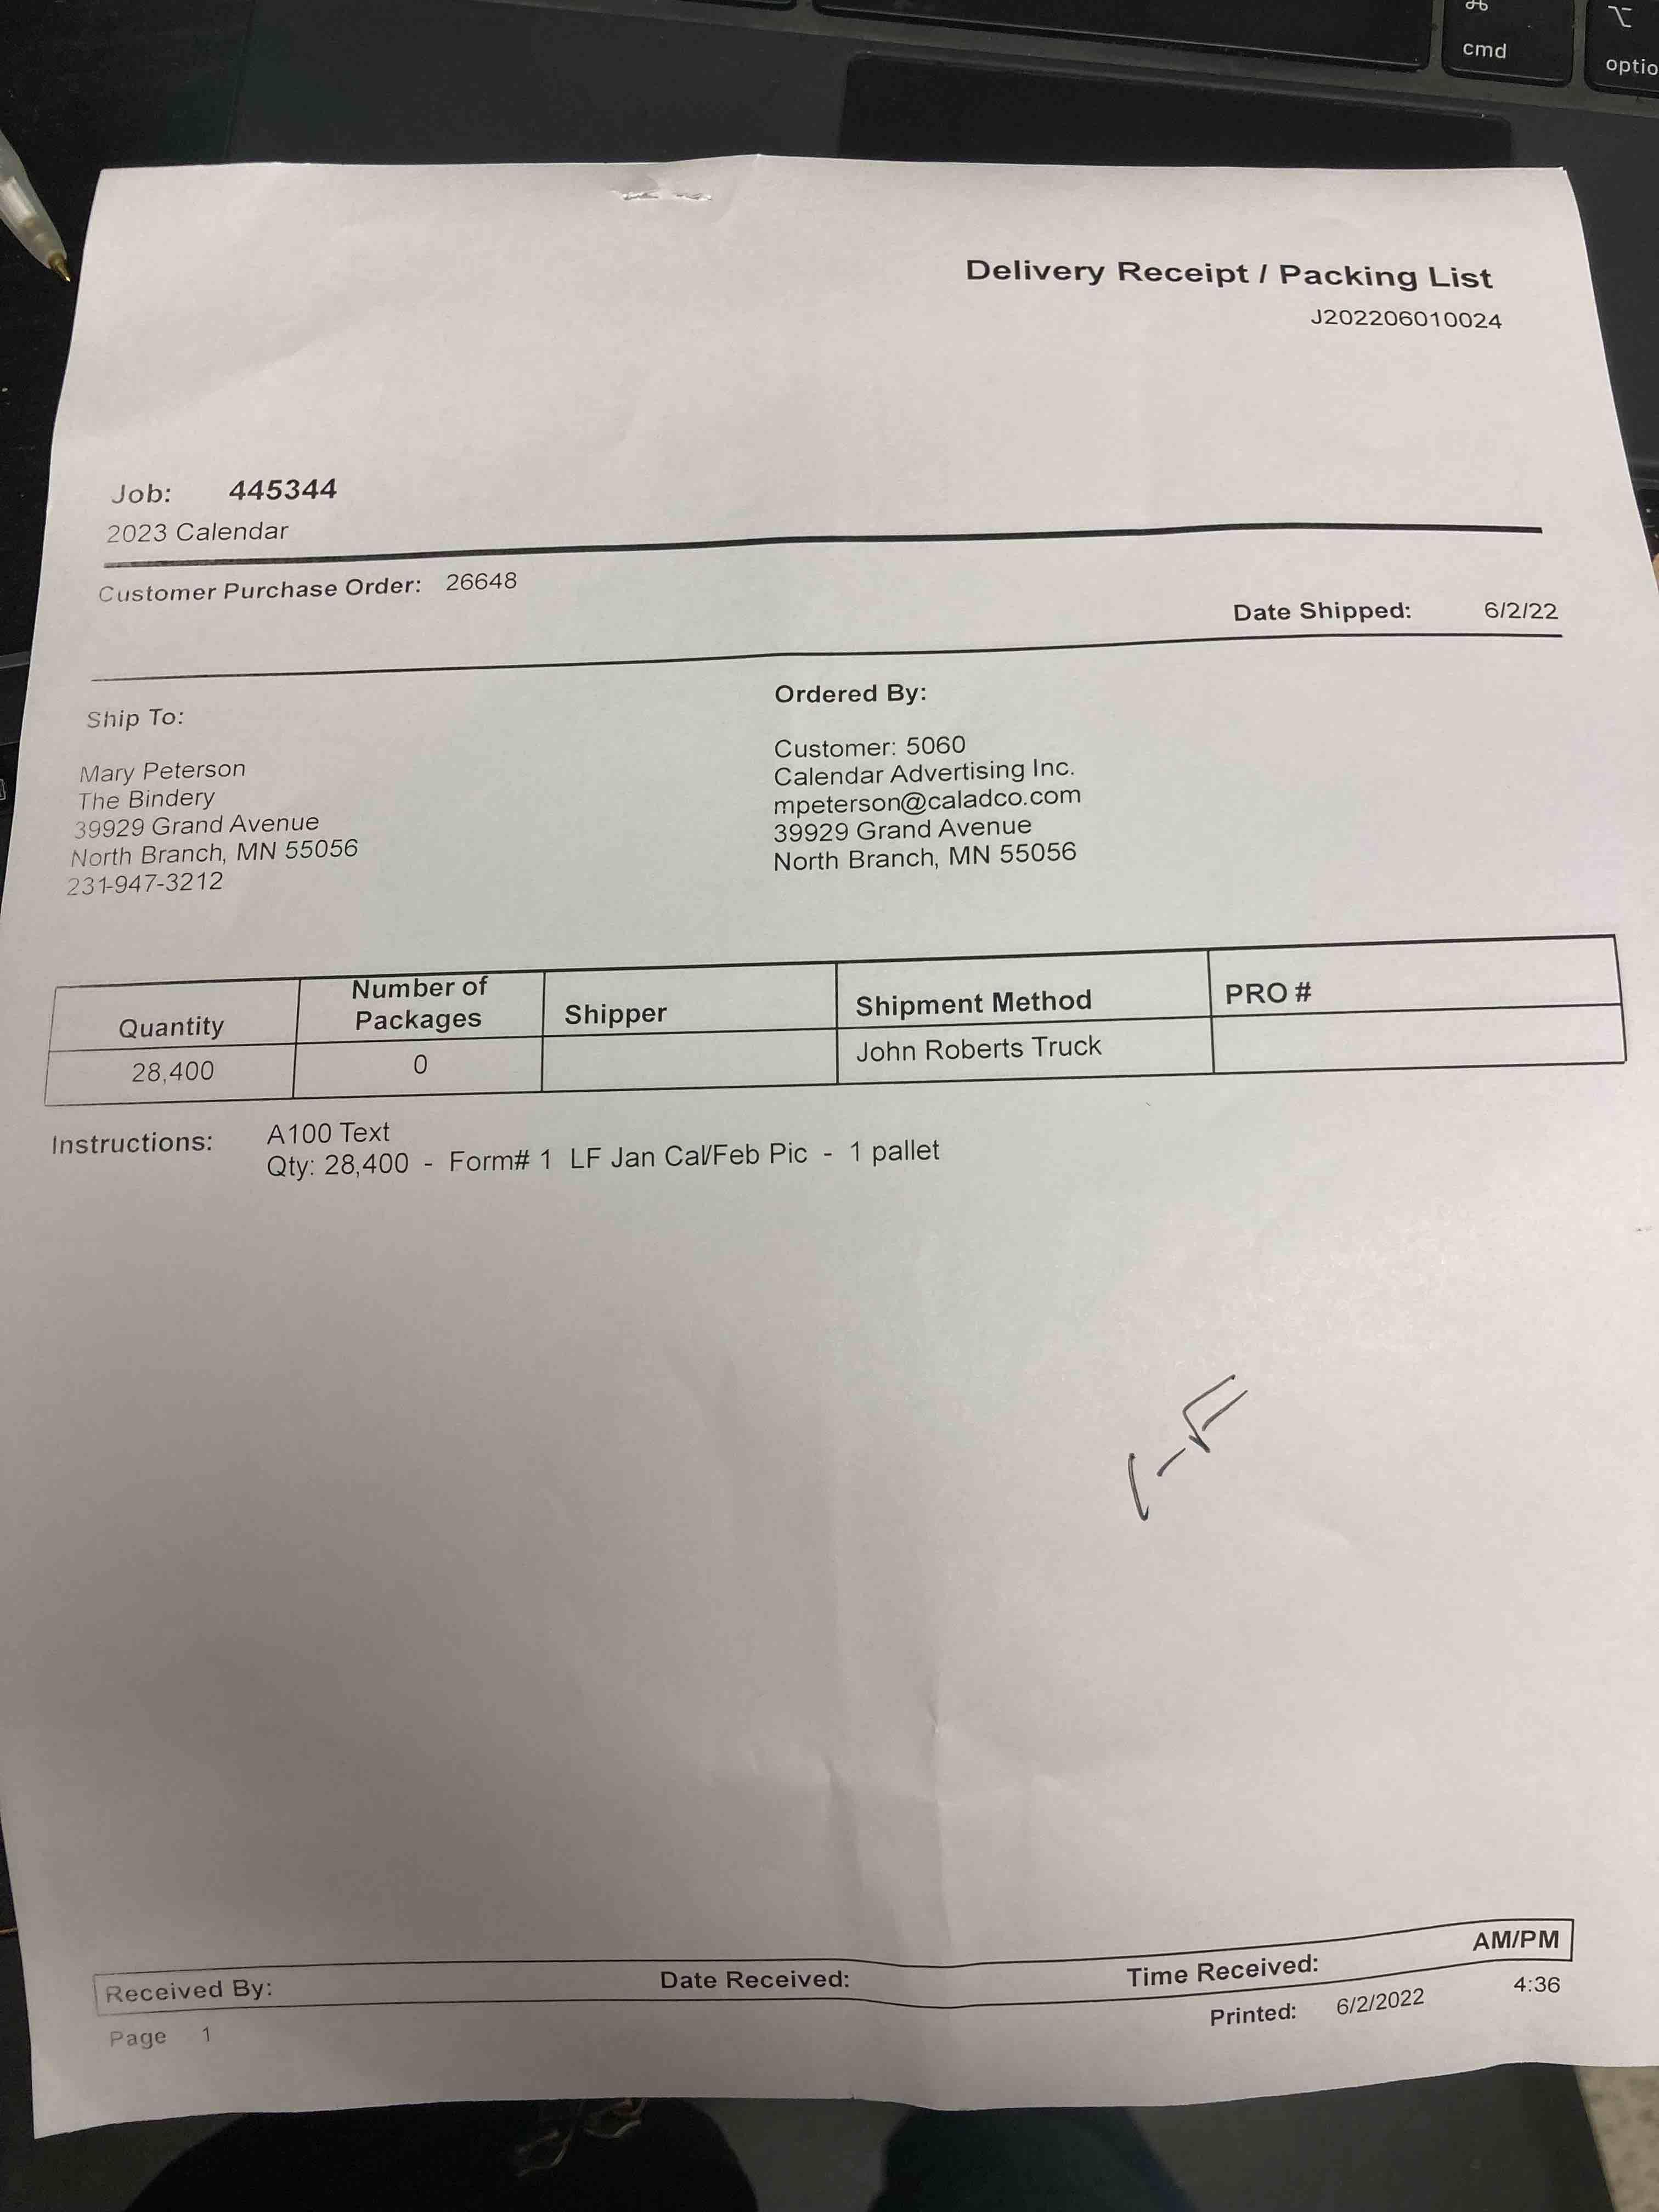 ⌘
cmd
⌥
optio
Delivery Receipt / Packing List
J202206010024
Job: 445344
2023 Calendar
Customer Purchase Order: 26648
Date Shipped: 6/2/22
Ship To:
Mary Peterson
The Bindery
39929 Grand Avenue
North Branch, MN 55056
231-947-3212
Ordered By:
Customer: 5060
Calendar Advertising Inc.
mpeterson@caladco.com
39929 Grand Avenue
North Branch, MN 55056
Quantity Number of Packages Shipper Shipment Method PRO #
28,400 0 John Roberts Truck
Instructions: A100 Text
Qty: 28,400 - Form# 1 LF Jan Cal/Feb Pic - 1 pallet
1-F
Received By: Date Received: Time Received: AM/PM
Page 1 Printed: 6/2/2022 4:36